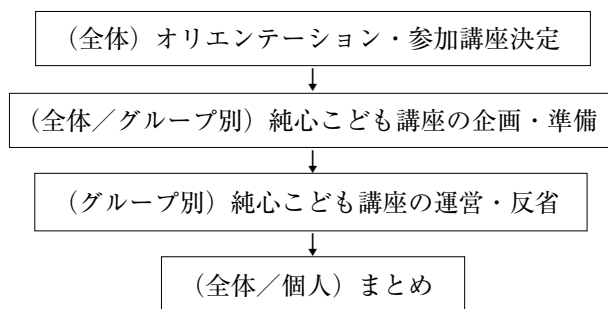 （全体）オリエンテーション・参加講座決定
（全体／グループ別）純心こども講座の企画・準備
（グループ別）純心こども講座の運営・反省
（全体／個人）まとめ